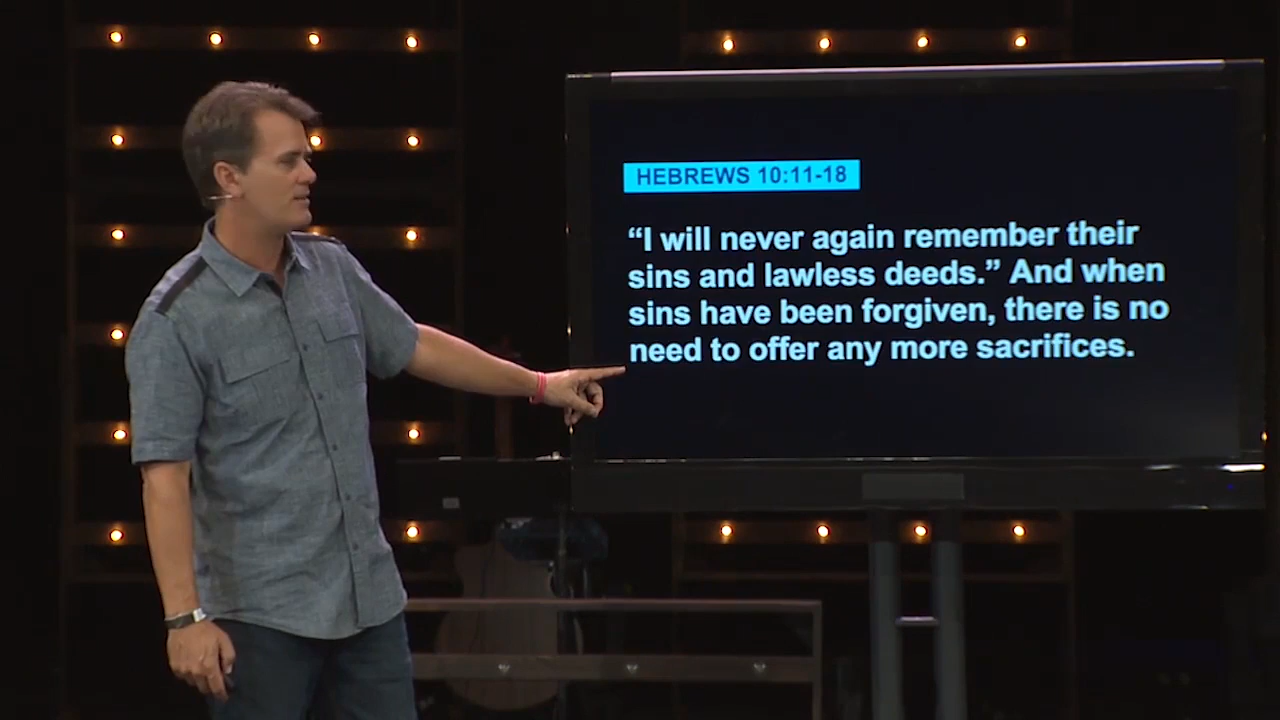 HEBREWS 10:11-18
“I will never again remember their
sins and lawless deeds.” And when
sins have been forgiven, there is no
need to offer any more sacrifices.